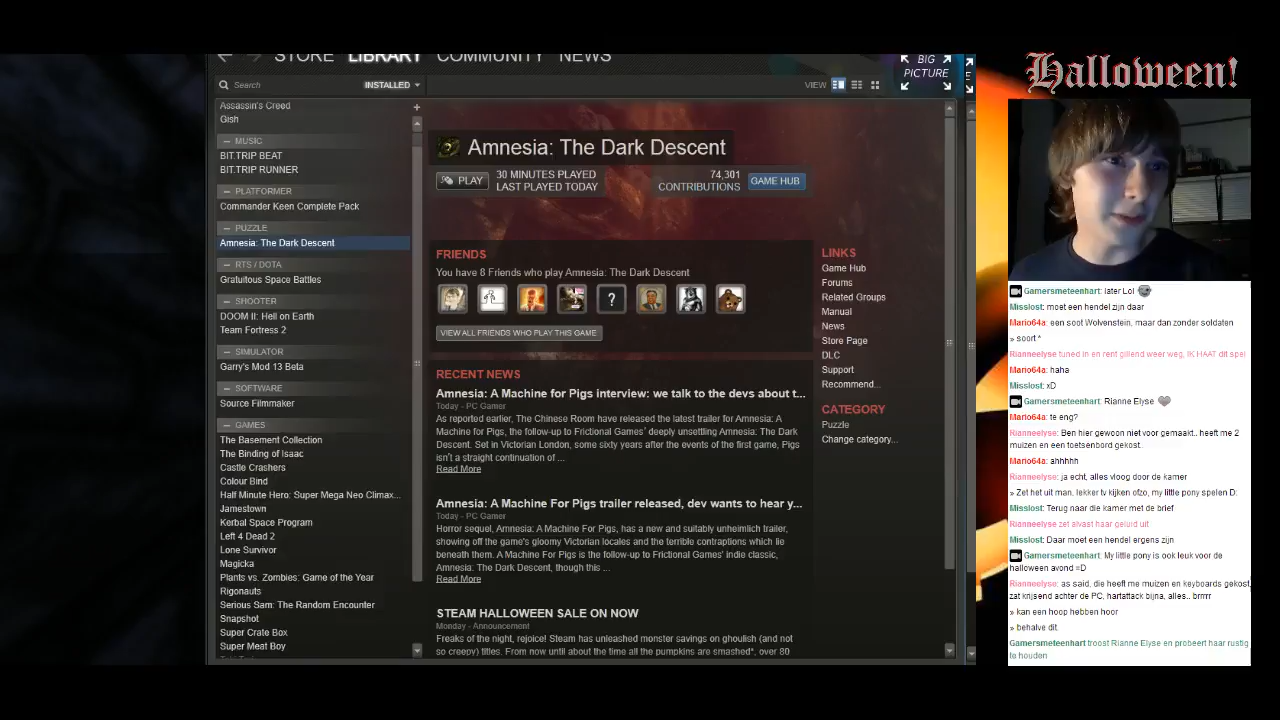 STORE LIBRARY COMMUNITY NEWS
BIG
PICTURE
Search
INSTALLED
VIEW
Assassin's Creed
+
Gish
— MUSIC
BIT.TRIP BEAT
BIT.TRIP RUNNER
— PLATFORMER
Commander Keen Complete Pack
— PUZZLE
Amnesia: The Dark Descent
— RTS / DOTA
Gratuitous Space Battles
— SHOOTER
DOOM II: Hell on Earth
Team Fortress 2
— SIMULATOR
Garry's Mod 13 Beta
— SOFTWARE
Source Filmmaker
— GAMES
The Basement Collection
The Binding of Isaac
Castle Crashers
Colour Bind
Half Minute Hero: Super Mega Neo Climax...
Jamestown
Kerbal Space Program
Left 4 Dead 2
Lone Survivor
Magicka
Plants vs. Zombies: Game of the Year
Rigonauts
Serious Sam: The Random Encounter
Snapshot
Super Crate Box
Super Meat Boy
Amnesia: The Dark Descent
PLAY
30 MINUTES PLAYED
LAST PLAYED TODAY
74,301
CONTRIBUTIONS
GAME HUB
FRIENDS
You have 8 Friends who play Amnesia: The Dark Descent
?
VIEW ALL FRIENDS WHO PLAY THIS GAME
RECENT NEWS
Amnesia: A Machine for Pigs interview: we talk to the devs about t...
Today - PC Gamer
As reported earlier, The Chinese Room have released the latest trailer for Amnesia: A
Machine for Pigs, the follow-up to Frictional Games' deeply unsettling Amnesia: The Dark
Descent. Set in Victorian London, some sixty years after the events of the first game, Pigs
isn't a straight continuation of ...
Read More
Amnesia: A Machine For Pigs trailer released, dev wants to hear y...
Today - PC Gamer
Horror sequel, Amnesia: A Machine For Pigs, has a new and suitably unheimlich trailer,
showing off the game's gloomy Victorian locales and the terrible contraptions which lie
beneath them. A Machine For Pigs is the follow-up to Frictional Games' indie classic,
Amnesia: The Dark Descent, though this ...
Read More
STEAM HALLOWEEN SALE ON NOW
Monday - Announcement
Freaks of the night, rejoice! Steam has unleashed monster savings on ghoulish (and not
so creepy) titles. From now until about the time all the pumpkins are smashed*, over 80
LINKS
Game Hub
Forums
Related Groups
Manual
News
Store Page
DLC
Support
Recommend...
CATEGORY
Puzzle
Change category...
Halloween!
Gamersmeteenhart: later Lol
Misslost: moet een hendel zijn daar
Mario64a: een soot Wolvenstein, maar dan zonder soldaten
» soort *
Rianneelyse tuned in en rent gillend weer weg, IK HAAT dit spel
Mario64a: haha
Misslost: xD
Gamersmeteenhart: Rianne Elyse
Mario64a: te eng?
Rianneelyse: Ben hier gewoon niet voor gemaakt.. heeft me 2
muizen en een toetsenbord gekost.
Mario64a: ahhhhh
Rianneelyse: ja echt, alles vloog door de kamer
» Zet het uit man, lekker tv kijken ofzo, my little pony spelen D:
Misslost: Terug naar die kamer met de brief
Rianneelyse zet alvast haar geluid uit
Misslost: Daar moet een hendel ergens zijn
Gamersmeteenhart: My little pony is ook leuk voor de
halloween avond =D
Rianneelyse: as said, die heeft me muizen en keyboards gekost,
zat krijsend achter de PC, hartattack bijna, alles.. brrrrr
» kan een hoop hebben hoor
» behalve dit
Gamersmeteenhart troost Rianne Elyse en probeert haar rustig
te houden